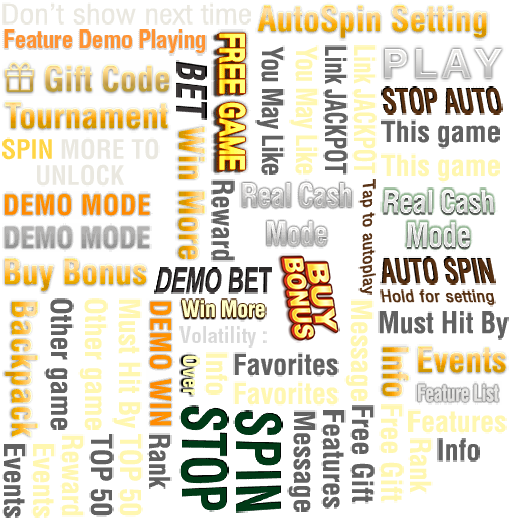 Don't show next time
AutoSpin Setting
Feature Demo Playing
FREE GAME
BET
You May Like
You May Like
Link JACKPOT
Link JACKPOT
PLAY
Gift Code
STOP AUTO
Tournament
This game
Win More
SPIN MORE TO
UNLOCK
This game
DEMO MODE
Reward
Real Cash
Mode
Tap to autoplay
Real Cash
Mode
DEMO MODE
Buy Bonus
DEMO BET
BUY
BONUS
AUTO SPIN
Hold for setting
Backpack
Other game
Other game
Must Hit By
DEMO WIN
Win More
Must Hit By
Volatility :
Over
Info
Favorites
Favorites
Message
Info
Events
Feature List
STOP
SPIN
Message
Features
Free Gift
Free Gift
Features
Rank
Info
Events
Events
Reward
TOP 50
TOP 50
Rank